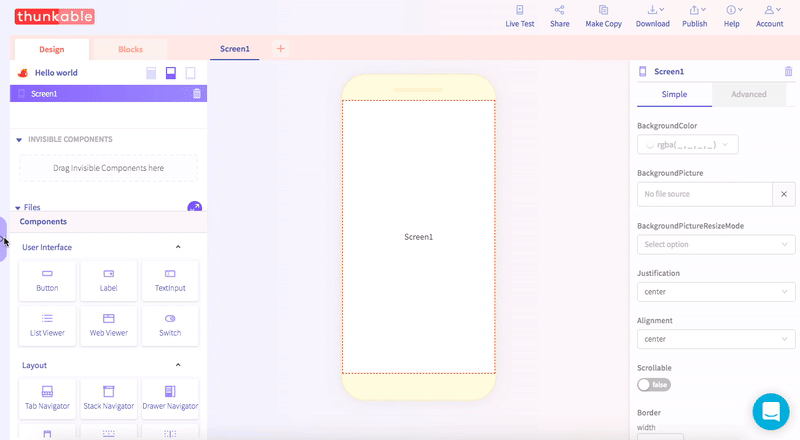 thunkable
Live Test
Share
Make Copy
Download
Publish
Help
Account
Design
Blocks
Screen1
Hello world
Screen1
INVISIBLE COMPONENTS
Drag Invisible Components here
Files
Components
User Interface
Button
Label
TextInput
List Viewer
Web Viewer
Switch
Layout
Tab Navigator
Stack Navigator
Drawer Navigator
Screen1
Screen1
Simple
Advanced
BackgroundColor
rgba(_,_,_,_)
BackgroundPicture
No file source
BackgroundPictureResizeMode
Select option
Justification
center
Alignment
center
Scrollable
false
Border
width